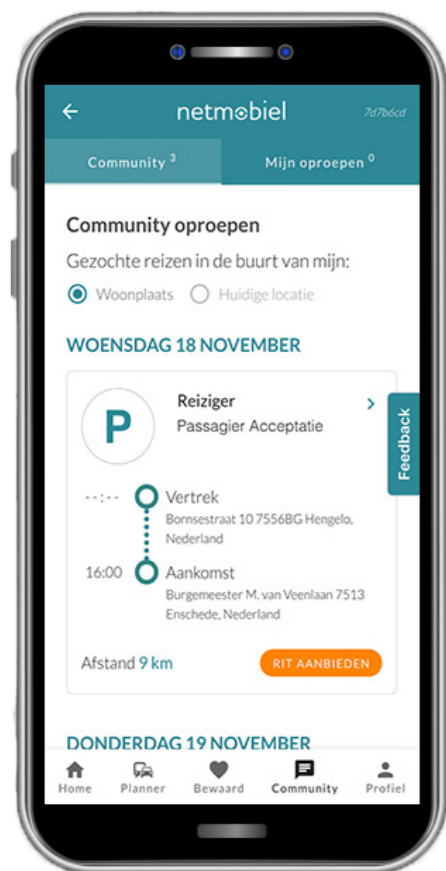 netmobiel
7d7b6cd
Community 3
Mijn oproepen 0
Community oproepen
Gezochte reizen in de buurt van mijn:
Woonplaats
Huidige locatie
WOENSDAG 18 NOVEMBER
P
Reiziger
Passagier Acceptatie
Feedback
--:--
Vertrek
Bornsestraat 10 7556BG Hengelo,
Nederland
16:00
Aankomst
Burgemeester M. van Veenlaan 7513
Enschede, Nederland
Afstand 9 km
RIT AANBIEDEN
DONDERDAG 19 NOVEMBER
Home
Planner
Bewaard
Community
Profiel